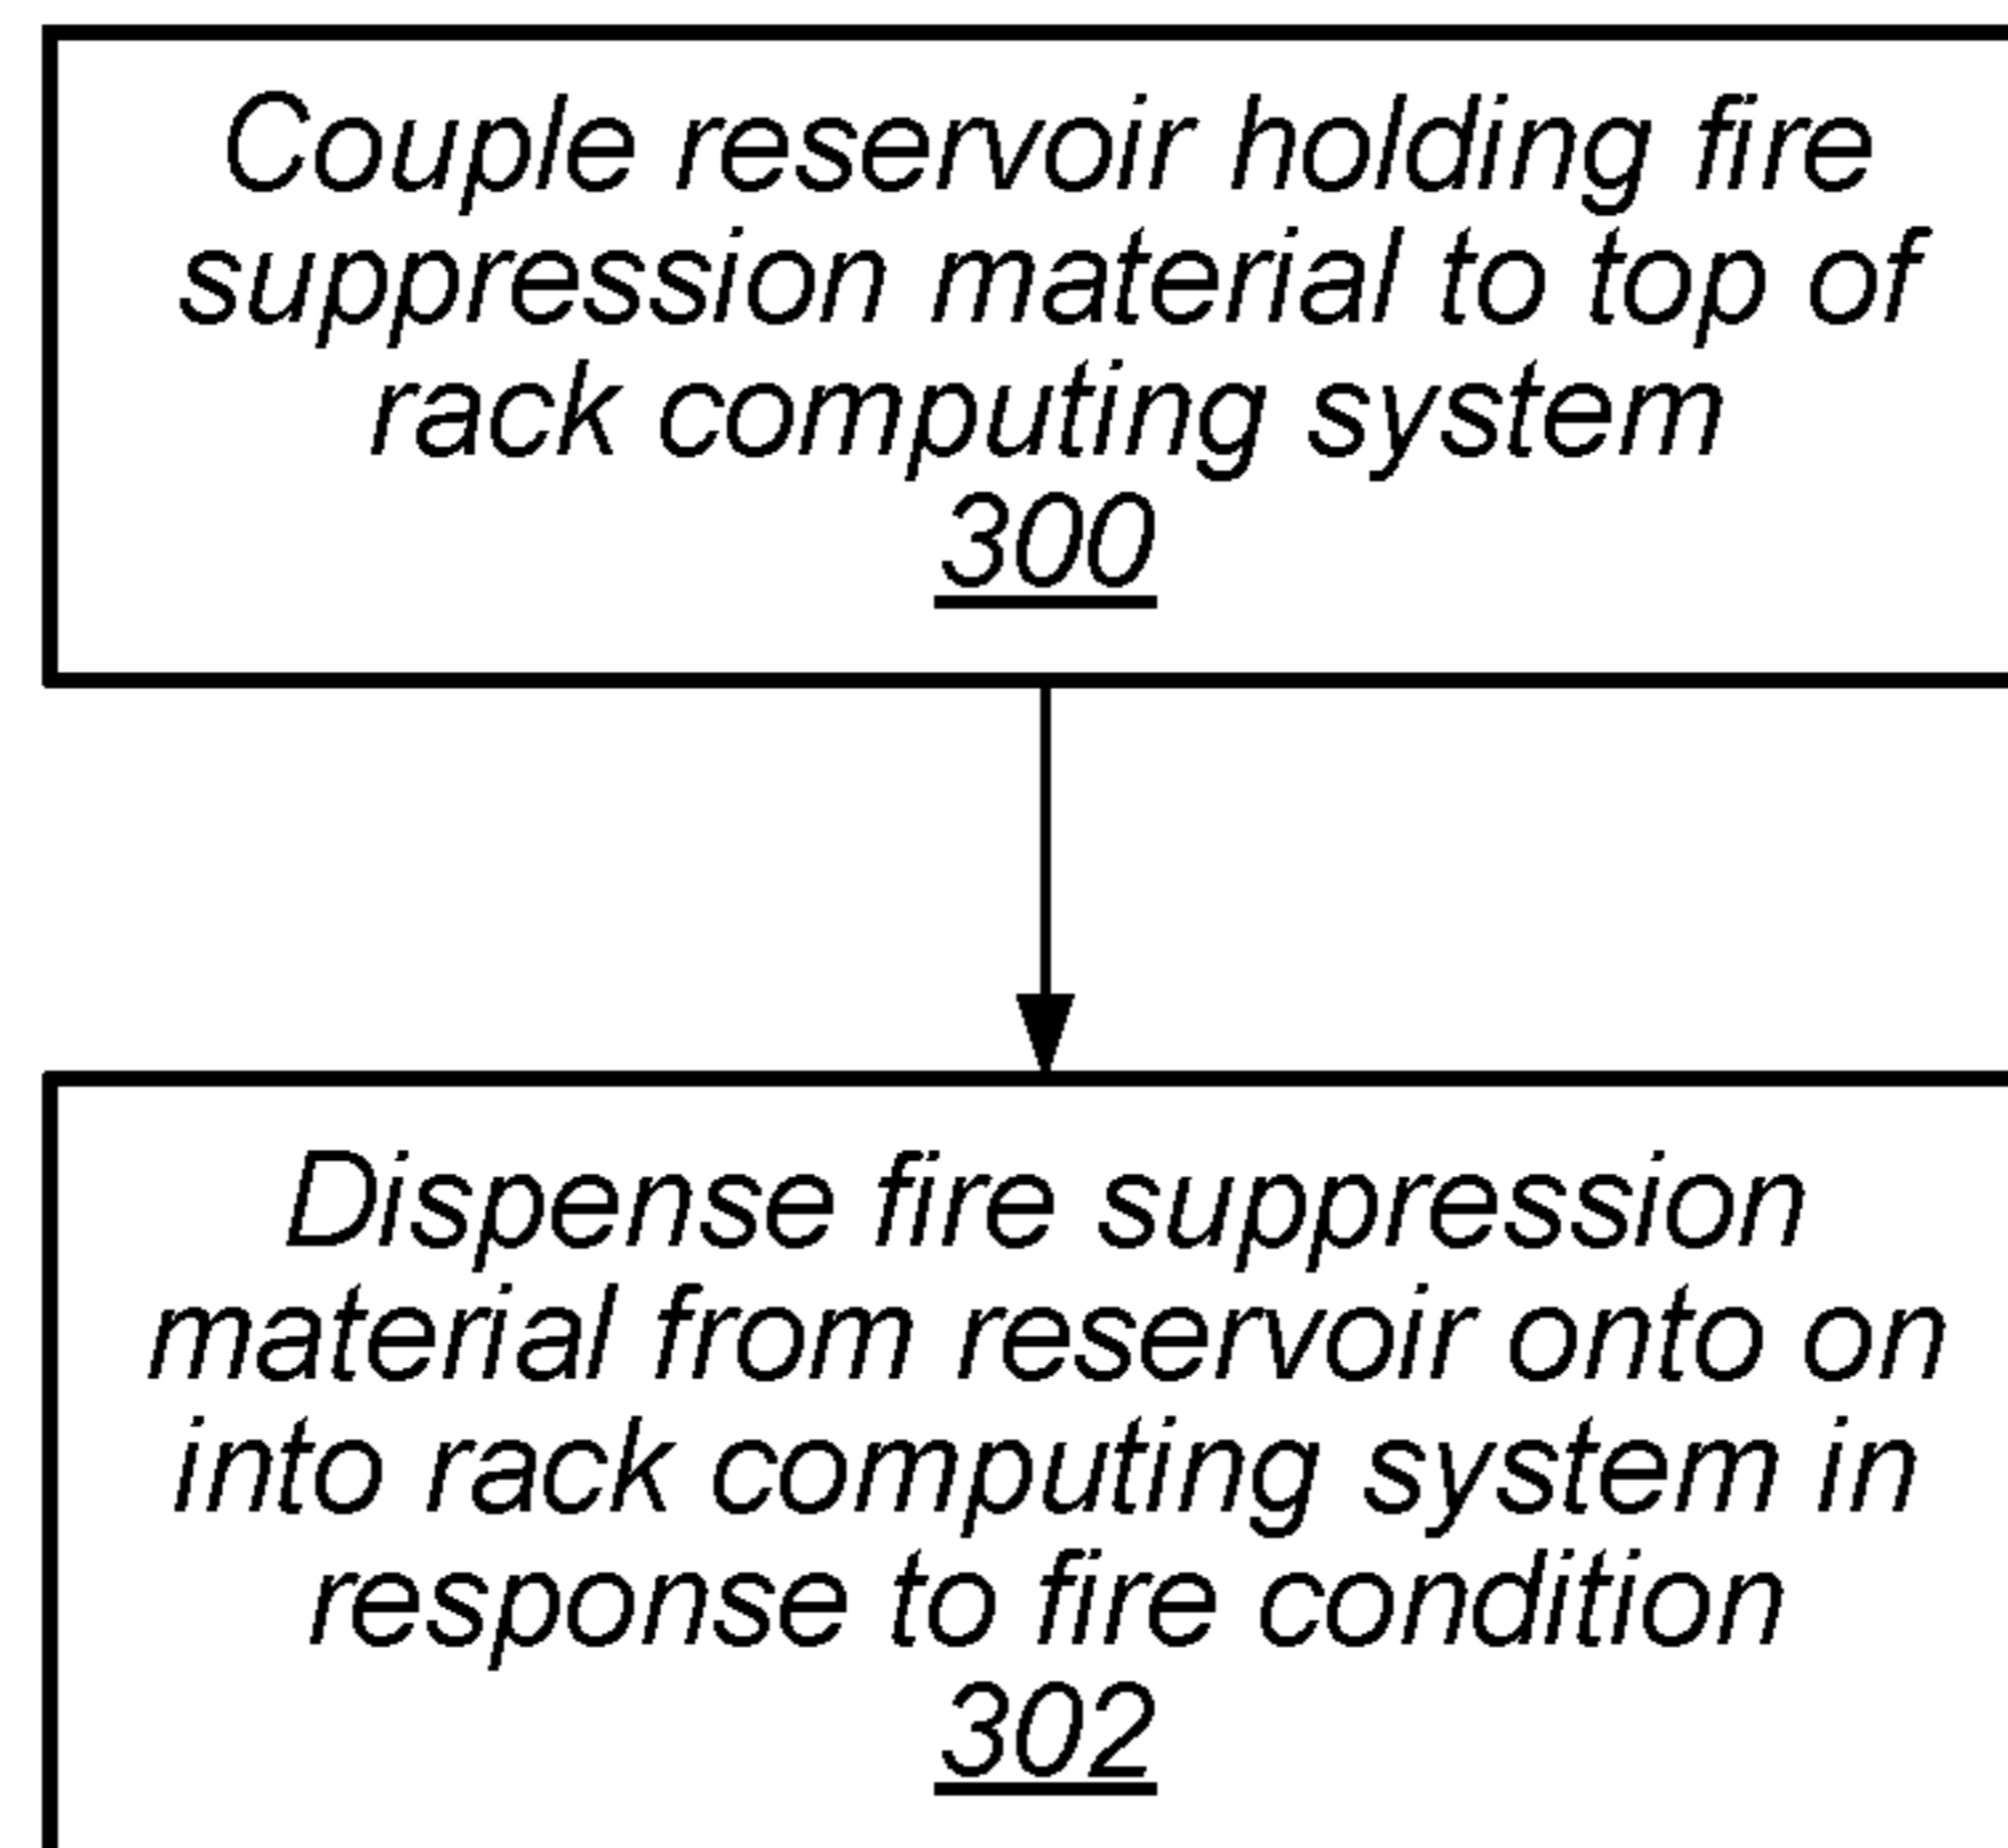 Couple reservoir holding fire
suppression material to top of
rack computing system
300
Dispense fire suppression
material from reservoir onto on
into rack computing system in
response to fire condition
302